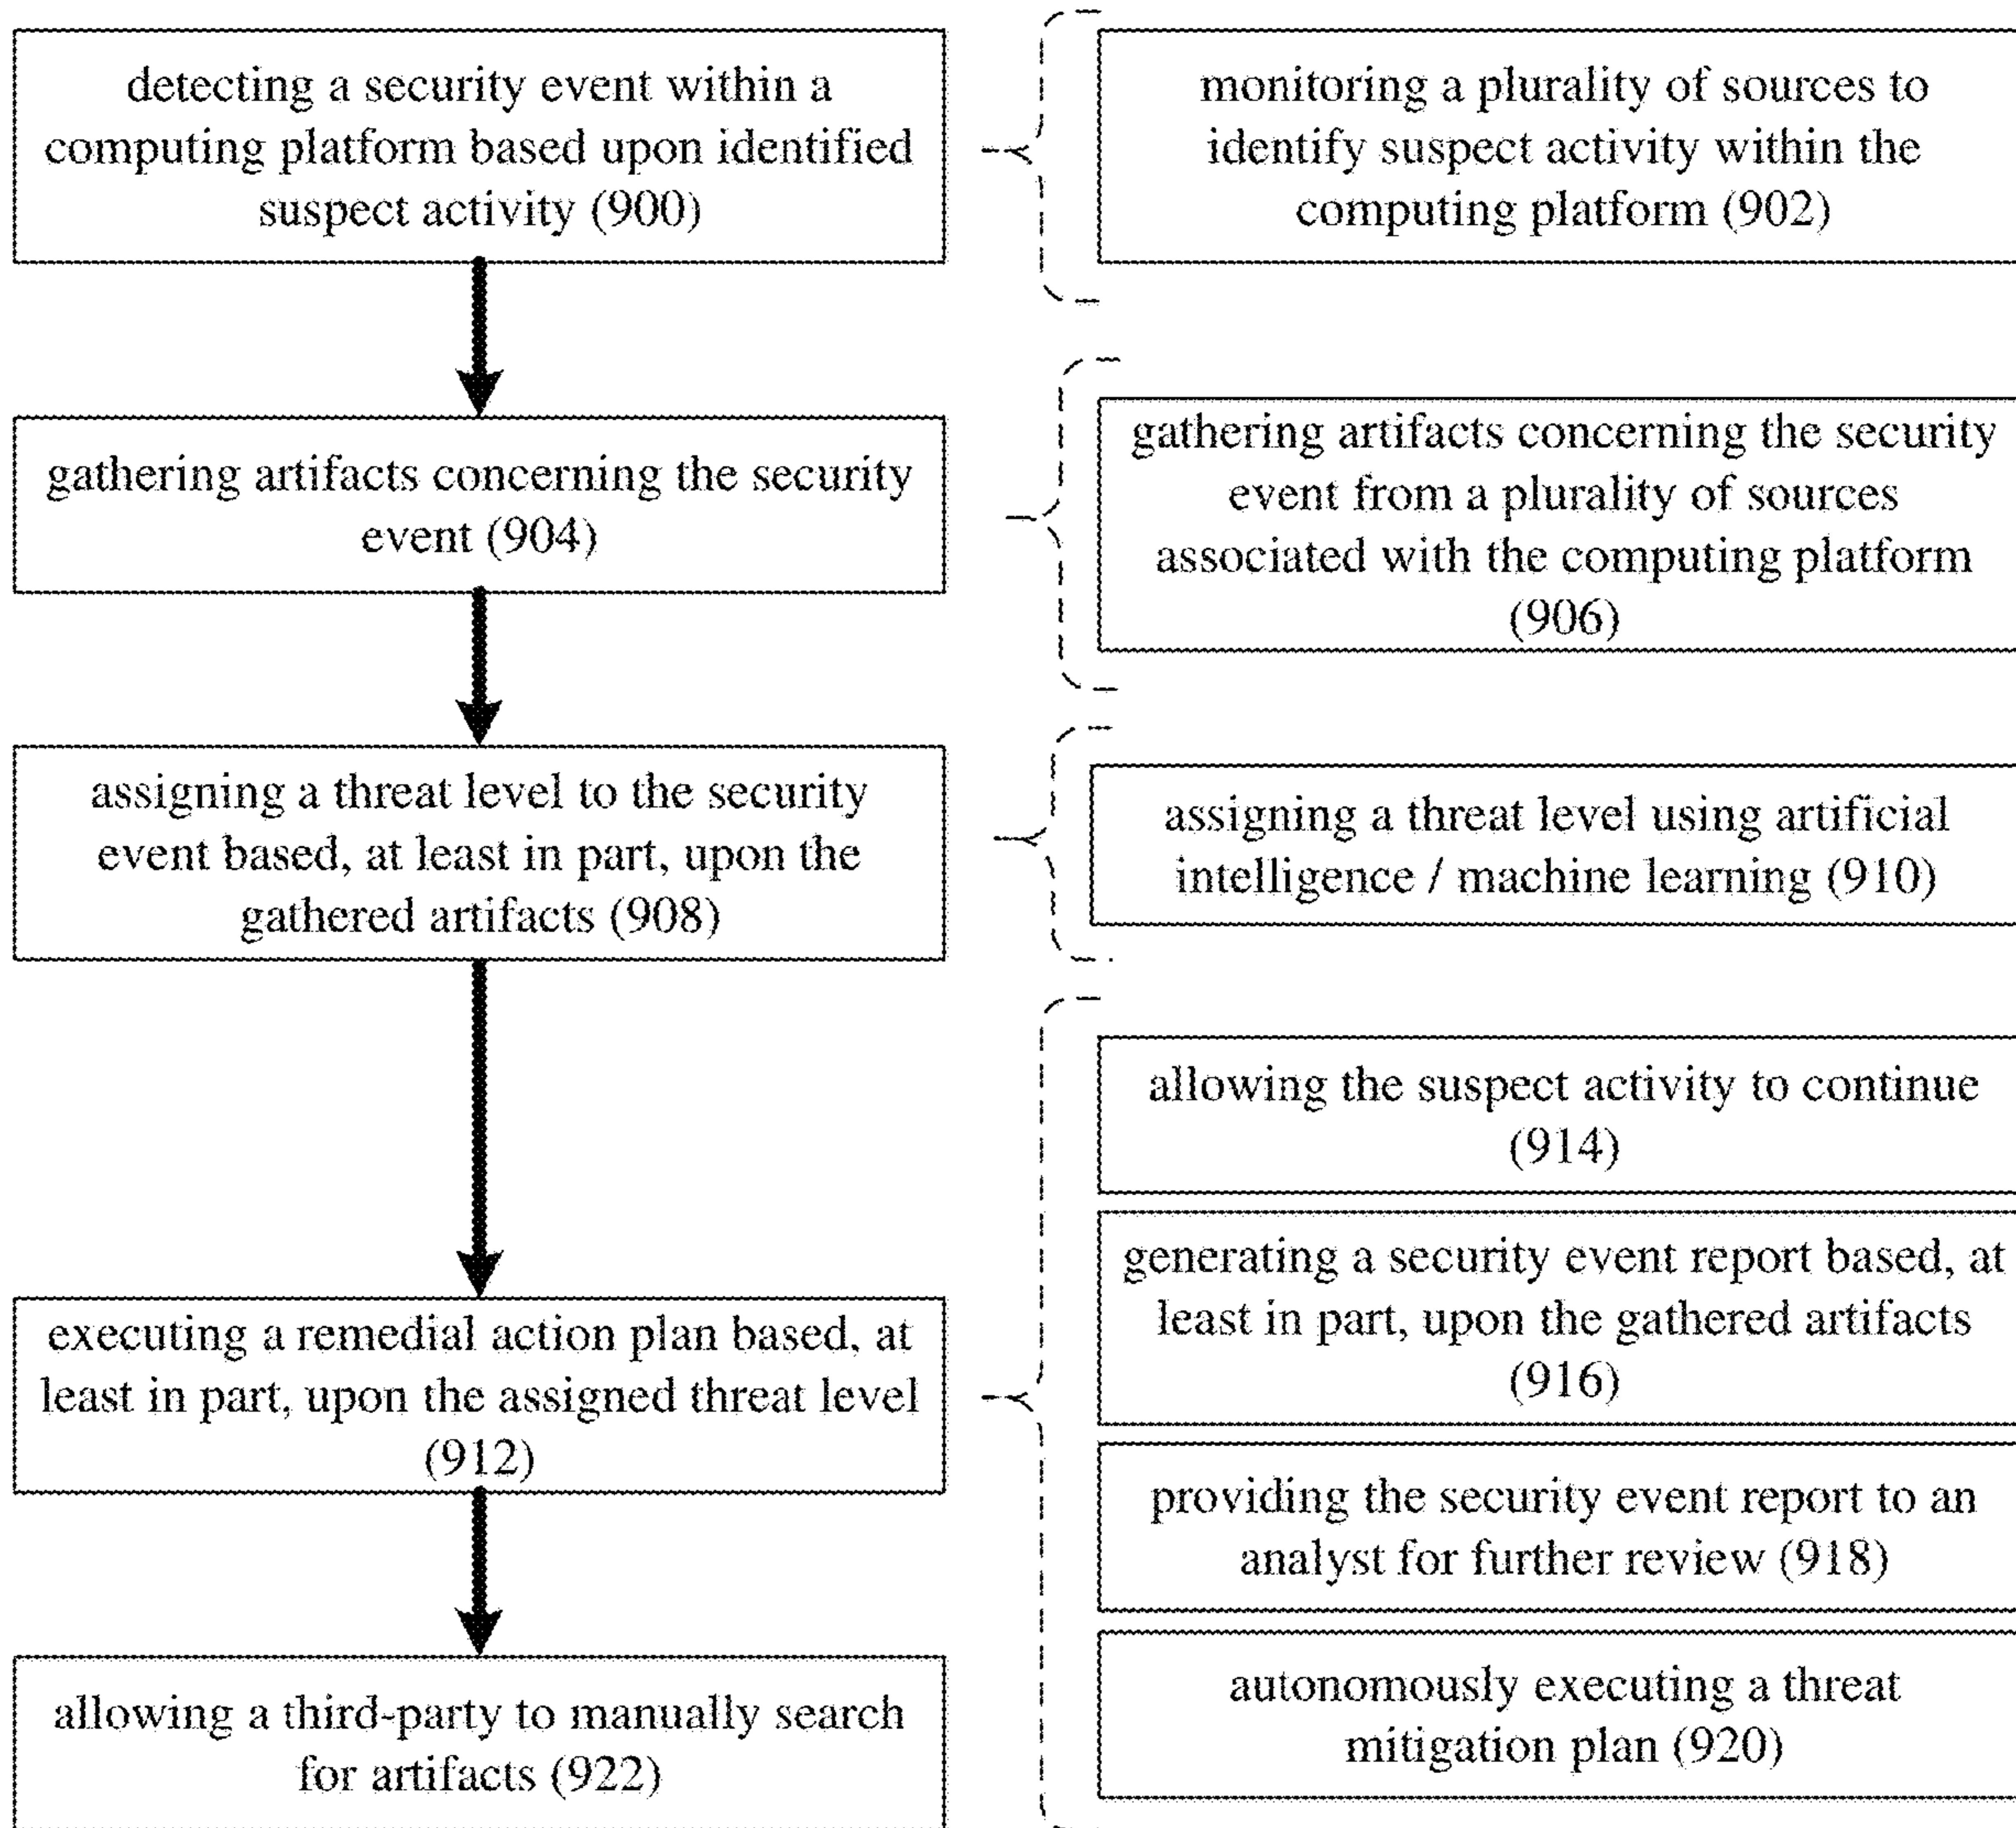 detecting a security event within a
computing platform based upon identified
suspect activity (900)
monitoring a plurality of sources to
identify suspect activity within the
computing platform (902)
gathering artifacts concerning the security
event (904)
gathering artifacts concerning the security
event from a plurality of sources
associated with the computing platform
(906)
assigning a threat level to the security
event based, at least in part, upon the
gathered artifacts (908)
assigning a threat level using artificial
intelligence / machine learning (910)
executing a remedial action plan based, at
least in part, upon the assigned threat level
(912)
allowing the suspect activity to continue
(914)
generating a security event report based, at
least in part, upon the gathered artifacts
(916)
providing the security event report to an
analyst for further review (918)
autonomously executing a threat
mitigation plan (920)
allowing a third-party to manually search
for artifacts (922)